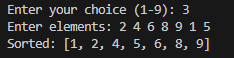 Enter your choice (1-9): 3
Enter elements: 2 4 6 8 9 1 5
Sorted: [1, 2, 4, 5, 6, 8, 9]